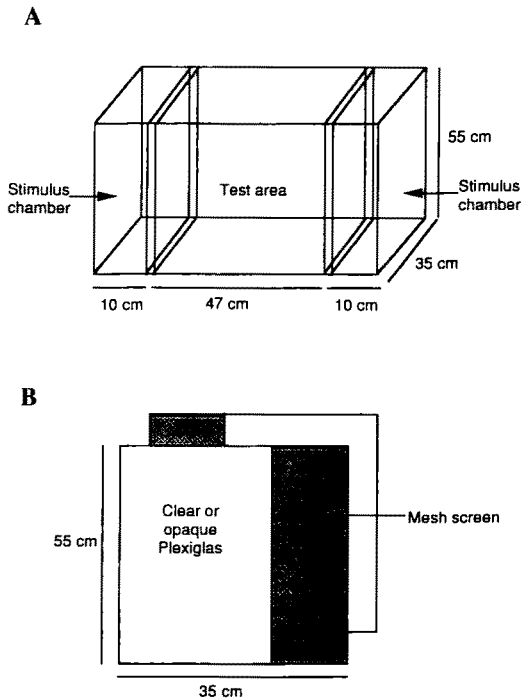 A
55 cm
Stimulus
chamber
Test area
Stimulus
chamber
35 cm
10 cm
47 cm
10 cm
B
Clear or
opaque
Plexiglas
Mesh screen
55 cm
35 cm